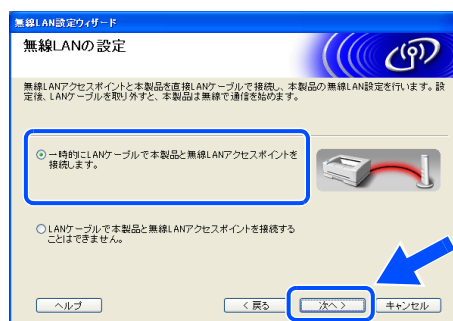 無線LAN設定ウィザード
無線LANの設定
無線LANアクセスポイントと本製品を直接LANケーブルで接続し、本製品の無線LAN設定を行います。設
定後、LANケーブルを取り外すと、本製品は無線で通信を始めます。
一時的にLANケーブルで本製品と無線LANアクセスポイントを
接続します。
LANケーブルで本製品と無線LANアクセスポイントを接続する
ことはできません。
ヘルプ
< 戻る
次へ >
キャンセル